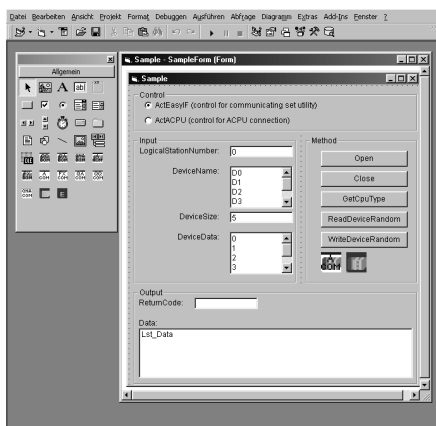 Datei Bearbeiten Ansicht Projekt Format Debuggen Ausführen Abfrage Diagramm Extras Add-Ins Fenster ?
Allgemein
A
ab|
Sample - SampleForm (Form)
Sample
Control
ActEasyIF (control for communicating set utility)
ActACPU (control for ACPU connection)
Input
LogicalStationNumber: 0
DeviceName: D0
D1
D2
D3
DeviceSize: 5
DeviceData: 0
1
2
3
Method
Open
Close
GetCpuType
ReadDeviceRandom
WriteDeviceRandom
COM
Output
ReturnCode:
Data:
Lst_Data